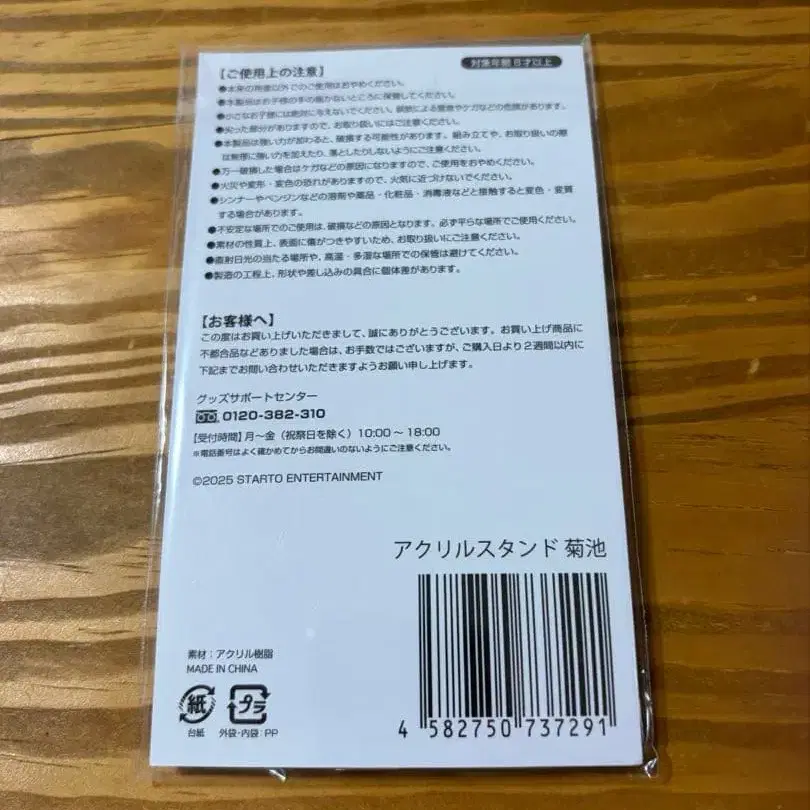 【ご使用上の注意】
対象年齢8才以上
●本来の用途以外でのご使用はおやめください。
●本製品はお子様の手の届かないところに保管してください。
●小さなお子様には絶対に与えないでください。誤飲による窒息やケガなどの危険があります。
●尖った部分がありますので、お取り扱いにはご注意ください。
●本製品は強い力が加わると、破損する可能性があります。組み立てや、お取り扱いの際
は無理に強い力を加えたり、落としたりしないようにご注意ください。
●万一破損した場合はケガなどの原因になりますので、ご使用をおやめください。
●火災や変形・変色の恐れがありますので、火気に近づけないでください。
●シンナーやベンジンなどの溶剤や薬品・化粧品・消毒液などと接触すると変色・変質
する場合があります。
●不安定な場所でのご使用は、破損などの原因となります。必ず平らな場所でご使用ください。
●素材の性質上、表面に傷がつきやすいため、お取り扱いにご注意ください。
●直射日光の当たる場所や、高温・多湿な場所での保管は避けてください。
●製造の工程上、形状や差し込みの具合に個体差があります。
【お客様へ】
この度はお買い上げいただきまして、誠にありがとうございます。お買い上げ商品に
不都合品などありました場合は、お手数ではございますが、ご購入日より2週間以内に
下記までお問い合わせいただきますようお願い申し上げます。
グッズサポートセンター
0120-382-310
【受付時間】月〜金（祝祭日を除く）10:00〜18:00
※電話番号はよく確かめてからお間違いのないようにご注意ください。
©2025 STARTO ENTERTAINMENT
アクリルスタンド 菊池
素材：アクリル樹脂
MADE IN CHINA
紙
プラ
台紙
外袋・内袋：PP
4 582750 737291